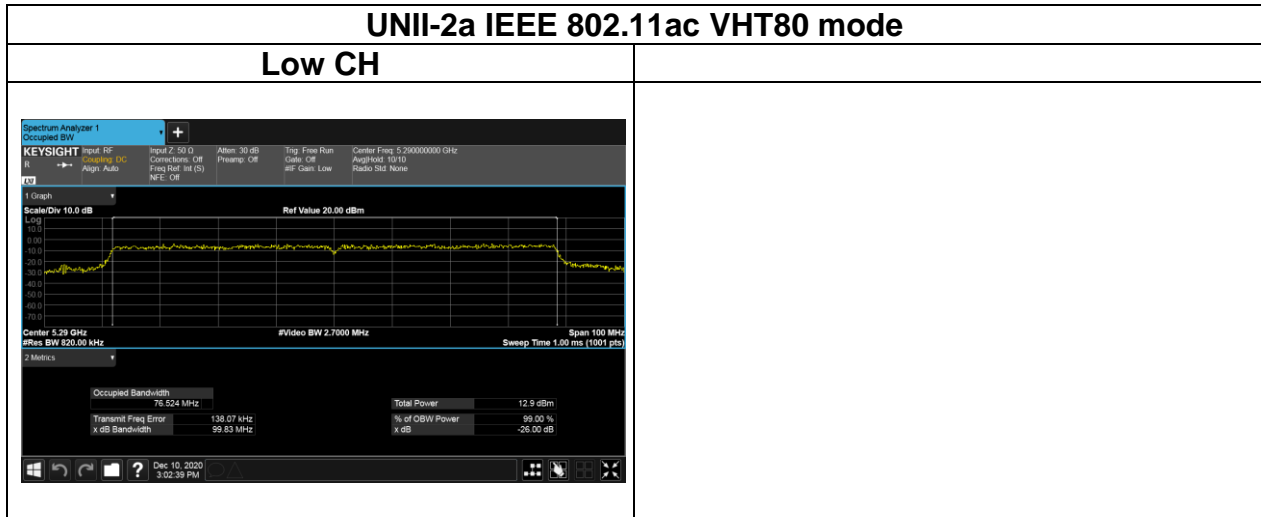 UNII-2a IEEE 802.11ac VHT80 mode
Low CH
Spectrum Analyzer 1
Occupied BW
KEYSIGHT Input: RF Input Z: 50 Ω Atten: 30 dB Trig: Free Run Center Freq: 5.290000000 GHz
R Coupling: DC Corrections: Off Preamp: Off Gate: Off Avg|Hold: 10/10
Align: Auto Freq Ref: Int (S) #IF Gain: Low Radio Std: None
LXI NFE: Off
1 Graph
Scale/Div 10.0 dB Ref Value 20.00 dBm
Log
10.0
0.00
-10.0
-20.0
-30.0
-40.0
-50.0
-60.0
-70.0
Center 5.29 GHz #Video BW 2.7000 MHz Span 100 MHz
#Res BW 820.00 kHz Sweep Time 1.00 ms (1001 pts)
2 Metrics
Occupied Bandwidth
76.524 MHz Total Power 12.9 dBm
Transmit Freq Error 138.07 kHz % of OBW Power 99.00 %
x dB Bandwidth 99.83 MHz x dB -26.00 dB
? Dec 10, 2020
3:02:39 PM